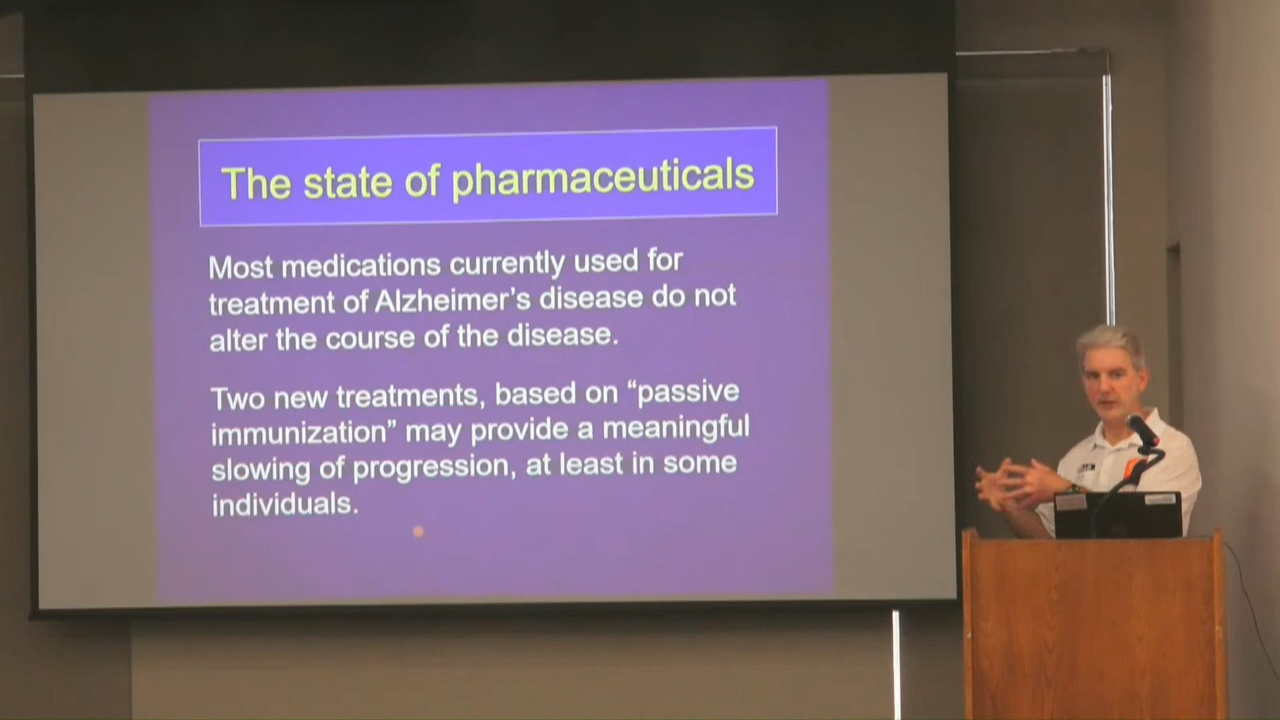 The state of pharmaceuticals
Most medications currently used for
treatment of Alzheimer’s disease do not
alter the course of the disease.
Two new treatments, based on “passive
immunization” may provide a meaningful
slowing of progression, at least in some
individuals.